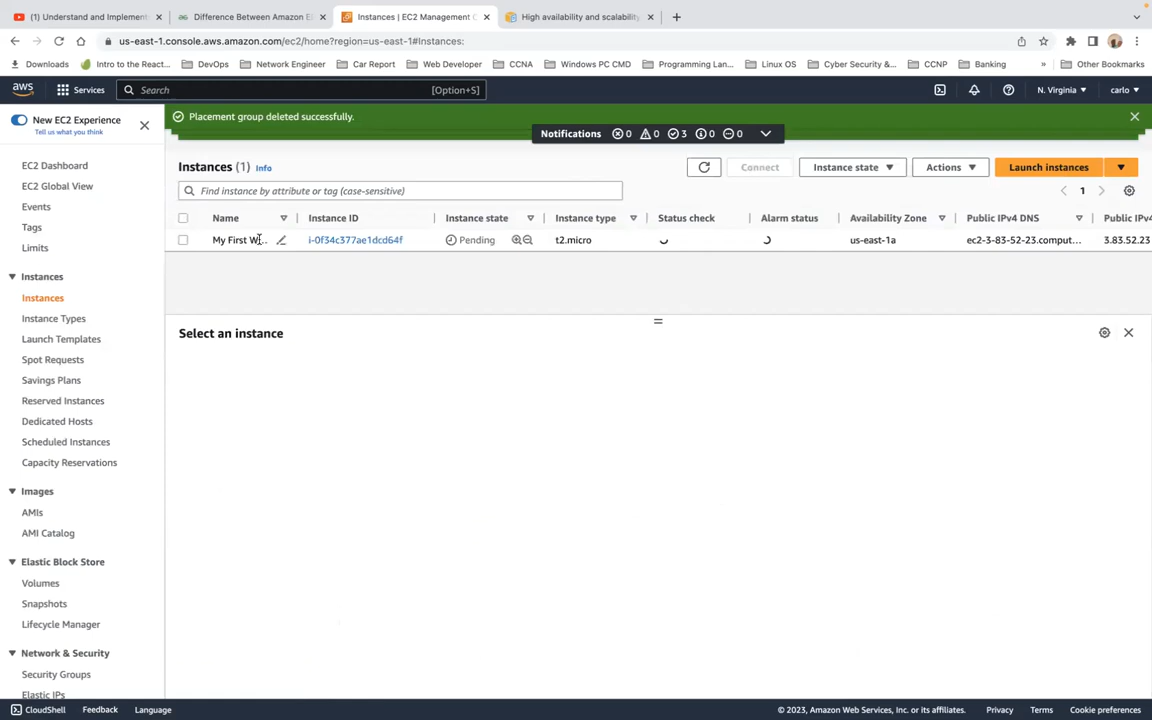 (1) Understand and Implement
Difference Between Amazon E
Instances | EC2 Management C
High availability and scalability
us-east-1.console.aws.amazon.com/ec2/home?region=us-east-1#Instances:
Downloads
Intro to the React...
DevOps
Network Engineer
Car Report
Web Developer
CCNA
Windows PC CMD
Programming Lan...
Linux OS
Cyber Security &...
CCNP
Banking
»
Other Bookmarks
aws
Services
Search
[Option+S]
N. Virginia
carlo
New EC2 Experience
Tell us what you think
Placement group deleted successfully.
Notifications 0 0 3 0 0
EC2 Dashboard
EC2 Global View
Events
Tags
Limits
Instances
Instances
Instance Types
Launch Templates
Spot Requests
Savings Plans
Reserved Instances
Dedicated Hosts
Scheduled Instances
Capacity Reservations
Images
AMIs
AMI Catalog
Elastic Block Store
Volumes
Snapshots
Lifecycle Manager
Network & Security
Security Groups
Elastic IPs
Instances (1) Info
Connect
Instance state
Actions
Launch instances
Find instance by attribute or tag (case-sensitive)
1
Name
Instance ID
Instance state
Instance type
Status check
Alarm status
Availability Zone
Public IPv4 DNS
Public IPv4
My First W...
i-0f34c377ae1dcd64f
Pending
t2.micro
us-east-1a
ec2-3-83-52-23.comput...
3.83.52.23
Select an instance
CloudShell
Feedback
Language
© 2023, Amazon Web Services, Inc. or its affiliates.
Privacy
Terms
Cookie preferences